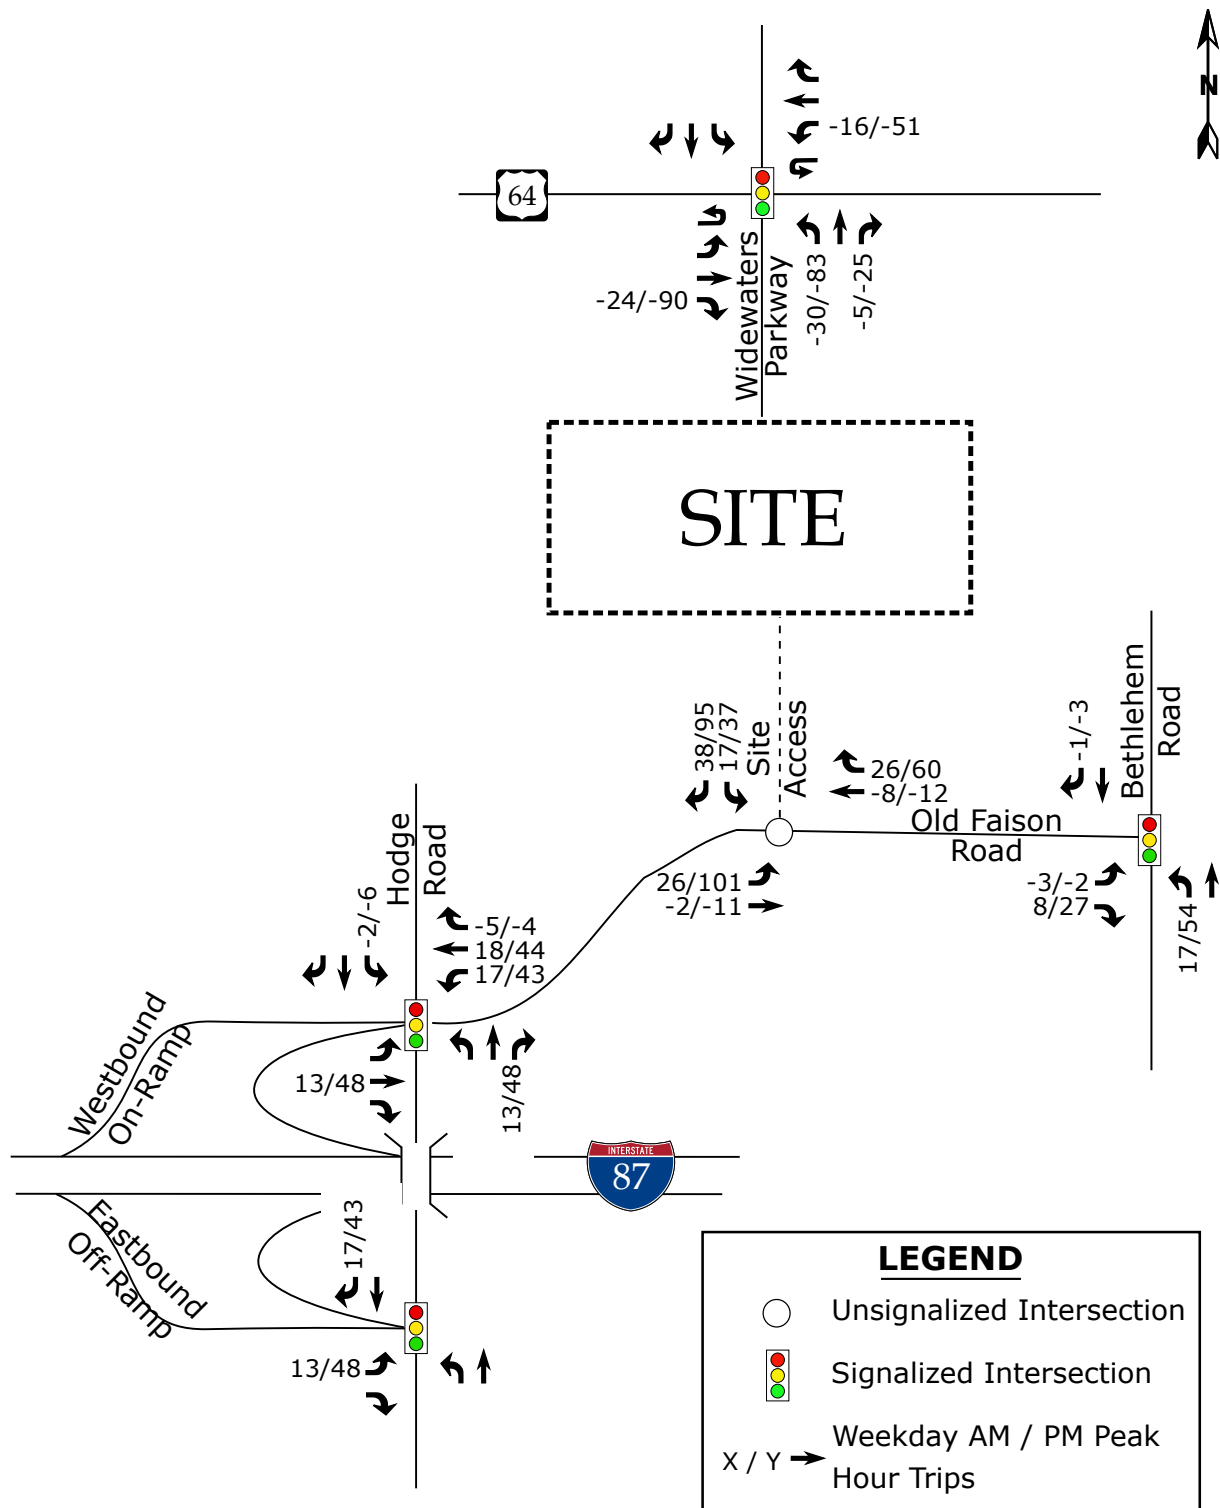 N
-16/-51
64
-24/-90
Widewaters
Parkway
-30/-83
-5/-25
SITE
38/95
17/37
Site
Access
26/60
-8/-12
-1/-3
Bethlehem
Road
Old Faison
Road
26/101
-2/-11
-3/-2
8/27
17/54
Hodge
Road
-2/-6
-5/-4
18/44
17/43
Westbound
On-Ramp
13/48
13/48
INTERSTATE
87
Eastbound
Off-Ramp
17/43
13/48
LEGEND
Unsignalized Intersection
Signalized Intersection
X / Y
Weekday AM / PM Peak
Hour Trips